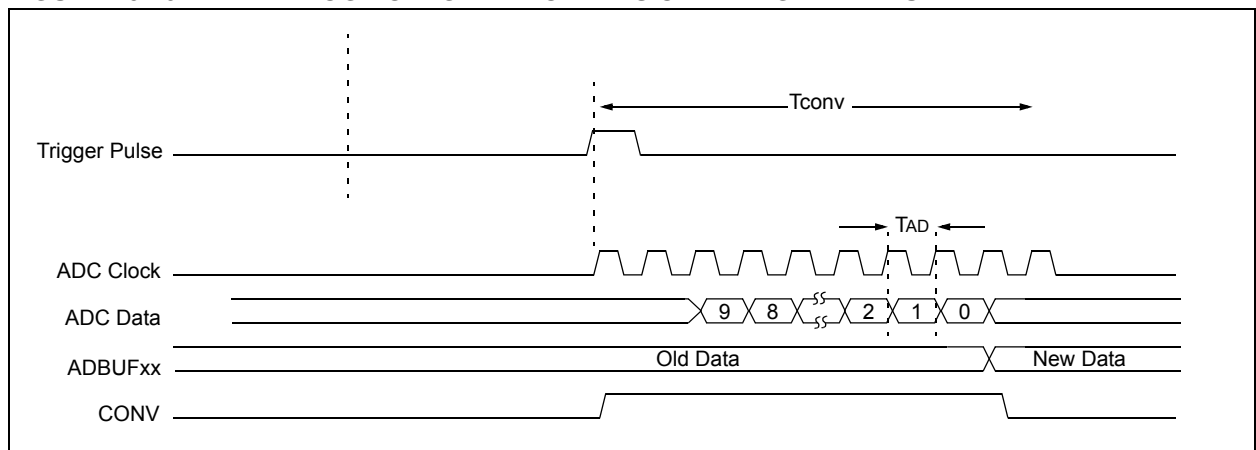 Tconv
Trigger Pulse
TAD
ADC Clock
ADC Data
9 8 2 1 0
ADBUFxx
Old Data New Data
CONV